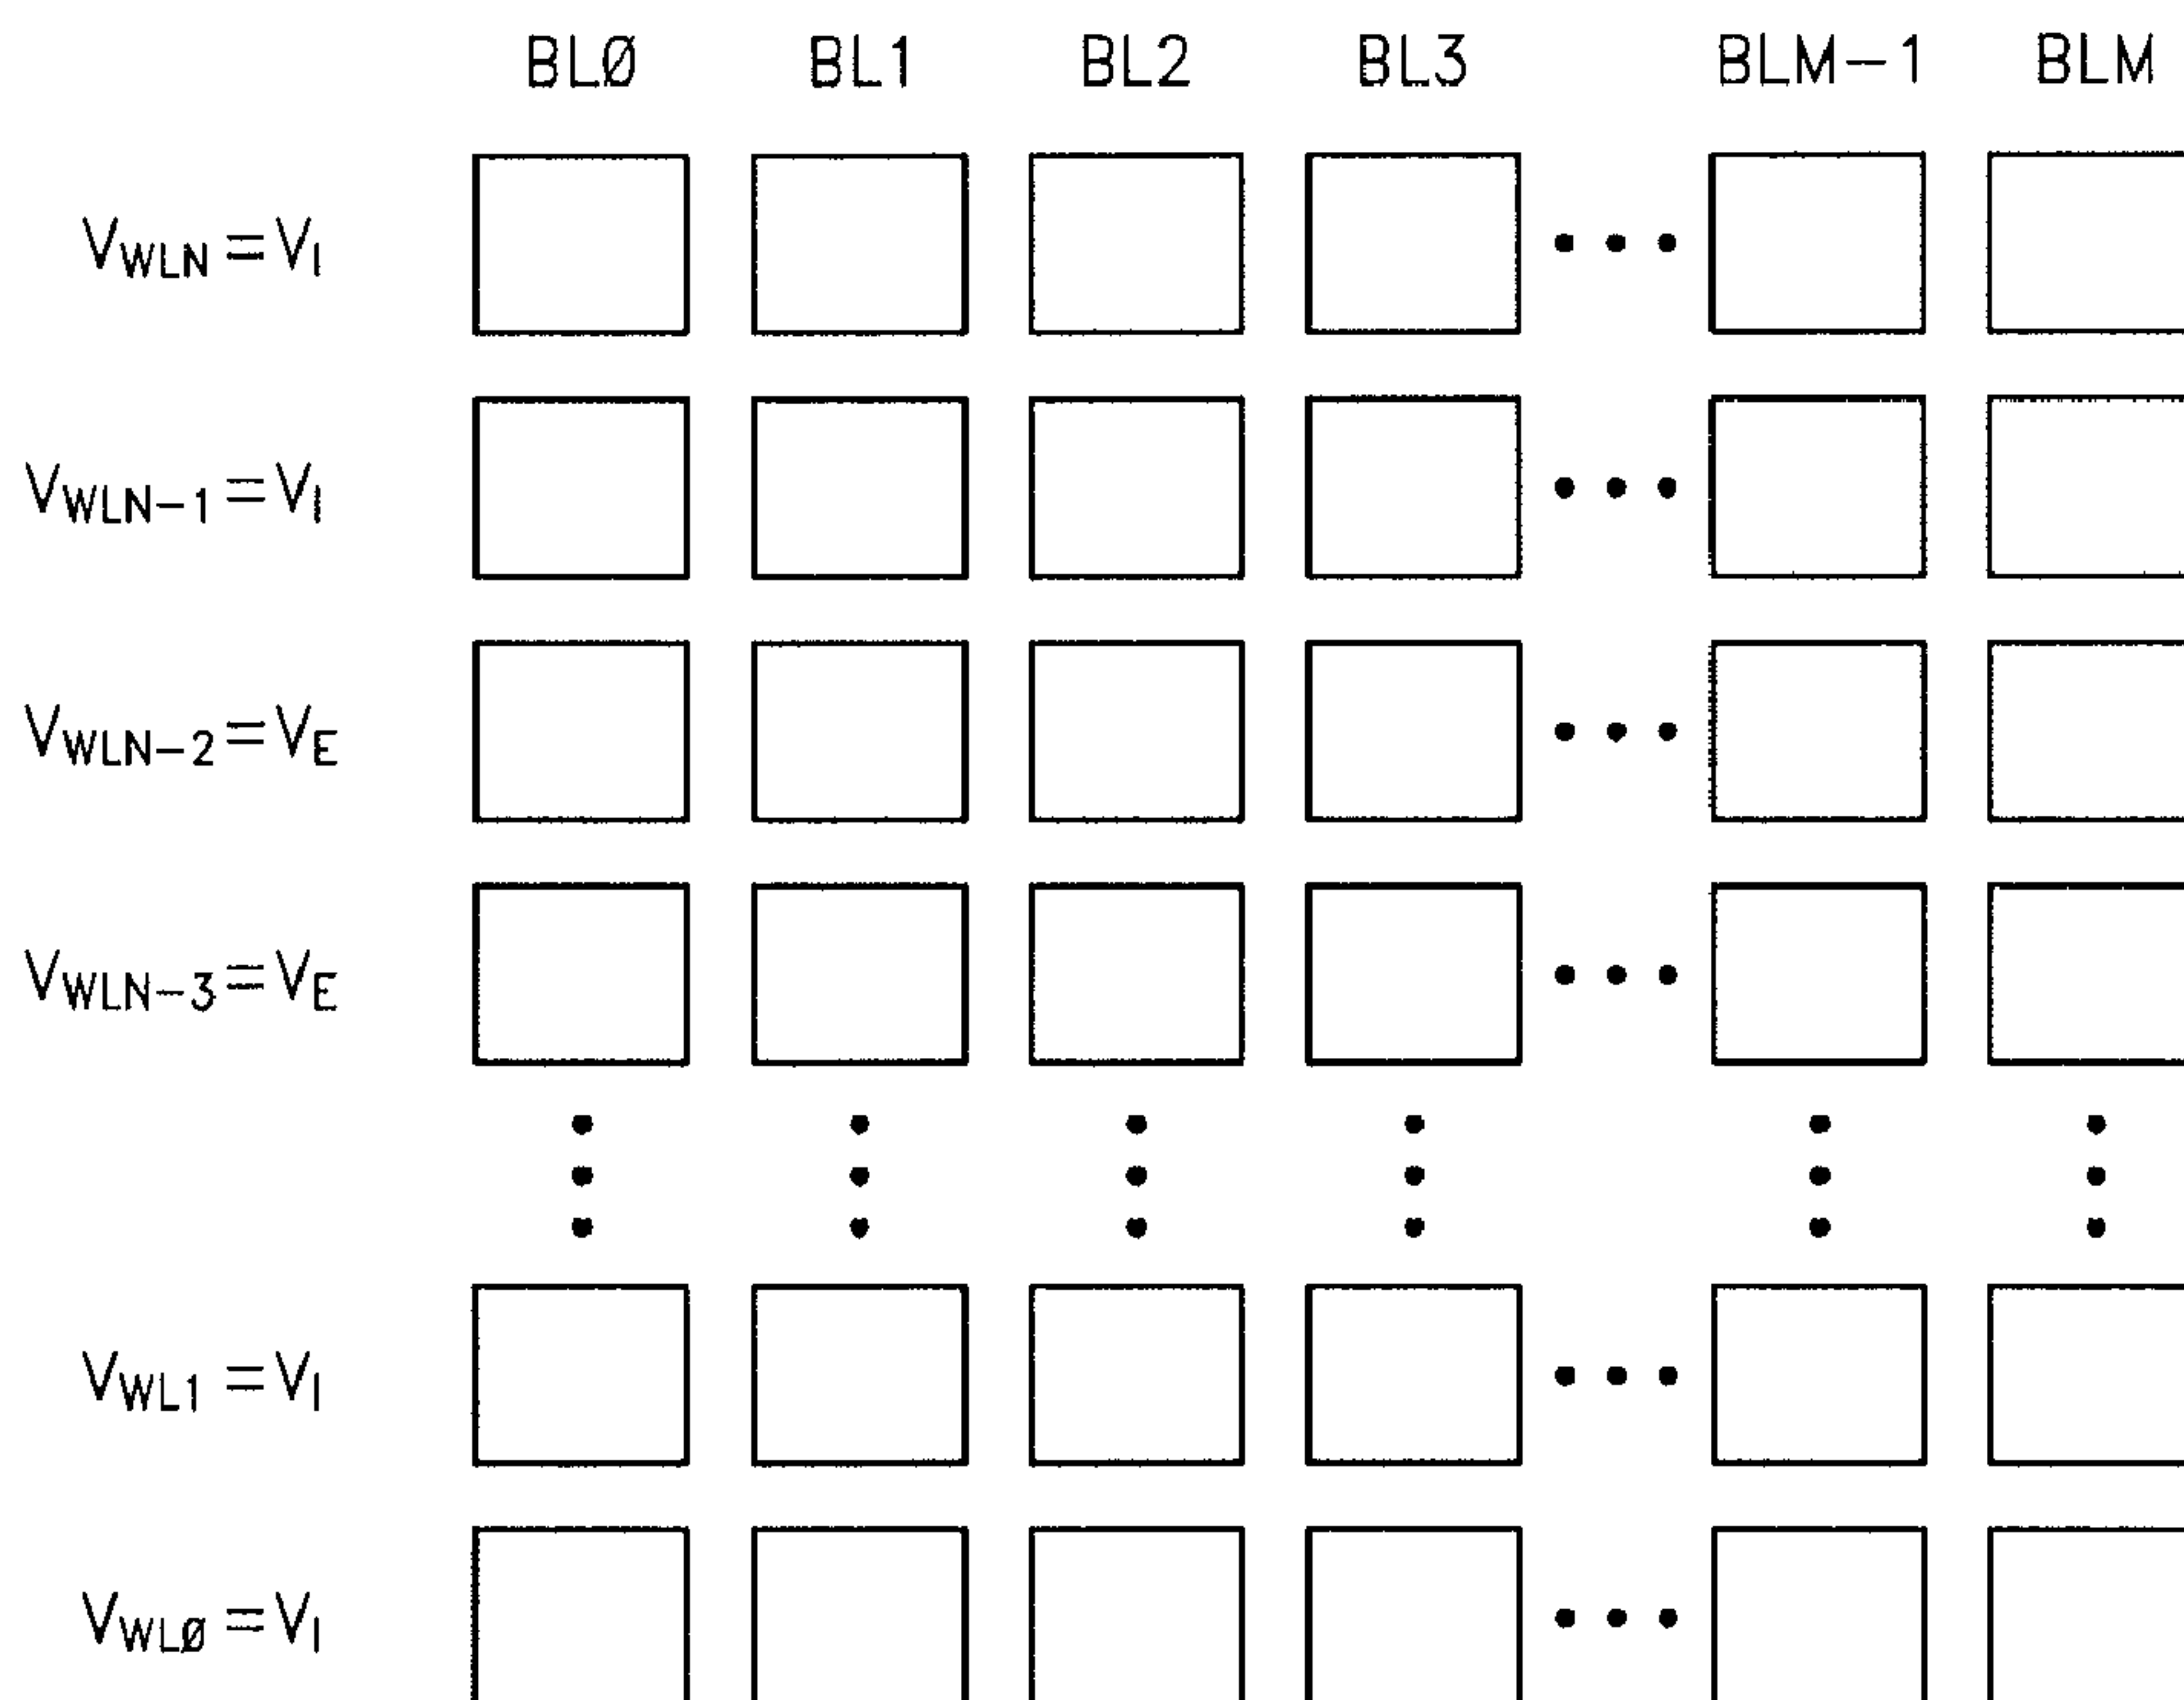 BLØ BL1 BL2 BL3 BLM-1 BLM
VWLN=VI
VWLN-1=VI
VWLN-2=VE
VWLN-3=VE
VWL1=VI
VWLØ=VI